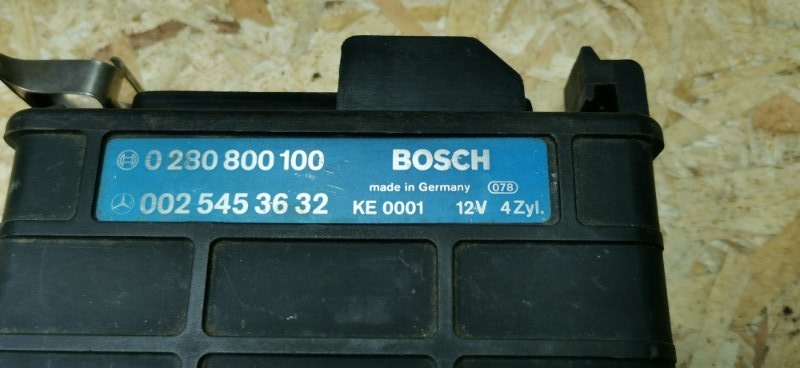 0 280 800 100 BOSCH
made in Germany 078
002 545 36 32 KE 0001 12V 4 Zyl.